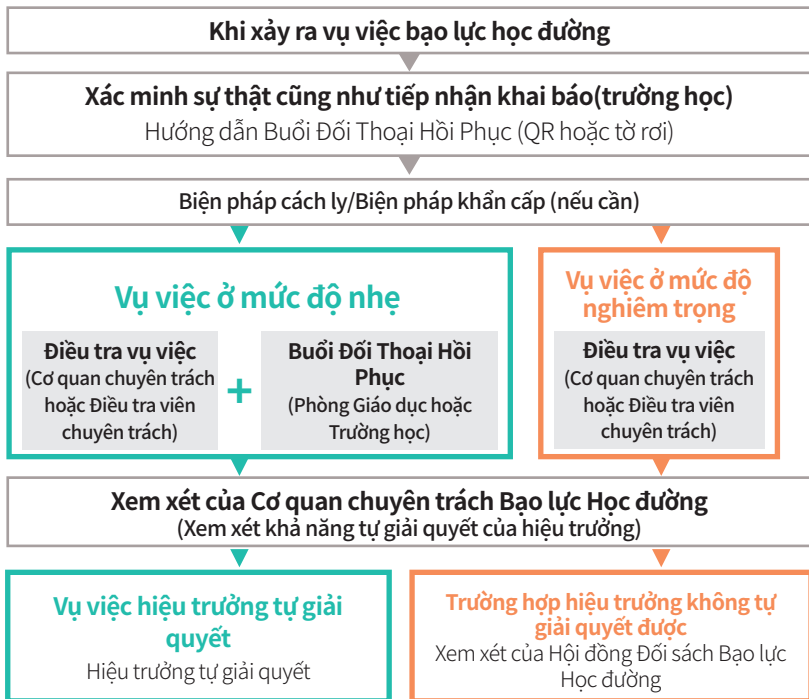 Khi xảy ra vụ việc bạo lực học đường
Xác minh sự thật cũng như tiếp nhận khai báo(trường học)
Hướng dẫn Buổi Đối Thoại Hồi Phục (QR hoặc tờ rơi)
Biện pháp cách ly/Biện pháp khẩn cấp (nếu cần)
Vụ việc ở mức độ nhẹ
Điều tra vụ việc
(Cơ quan chuyên trách
hoặc Điều tra viên
chuyên trách)
+
Buổi Đối Thoại Hồi
Phục
(Phòng Giáo dục hoặc
Trường học)
Vụ việc ở mức độ
nghiêm trọng
Điều tra vụ việc
(Cơ quan chuyên trách
hoặc Điều tra viên
chuyên trách)
Xem xét của Cơ quan chuyên trách Bạo lực Học đường
(Xem xét khả năng tự giải quyết của hiệu trưởng)
Vụ việc hiệu trưởng tự giải
quyết
Hiệu trưởng tự giải quyết
Trường hợp hiệu trưởng không tự
giải quyết được
Xem xét của Hội đồng Đối sách Bạo lực
Học đường